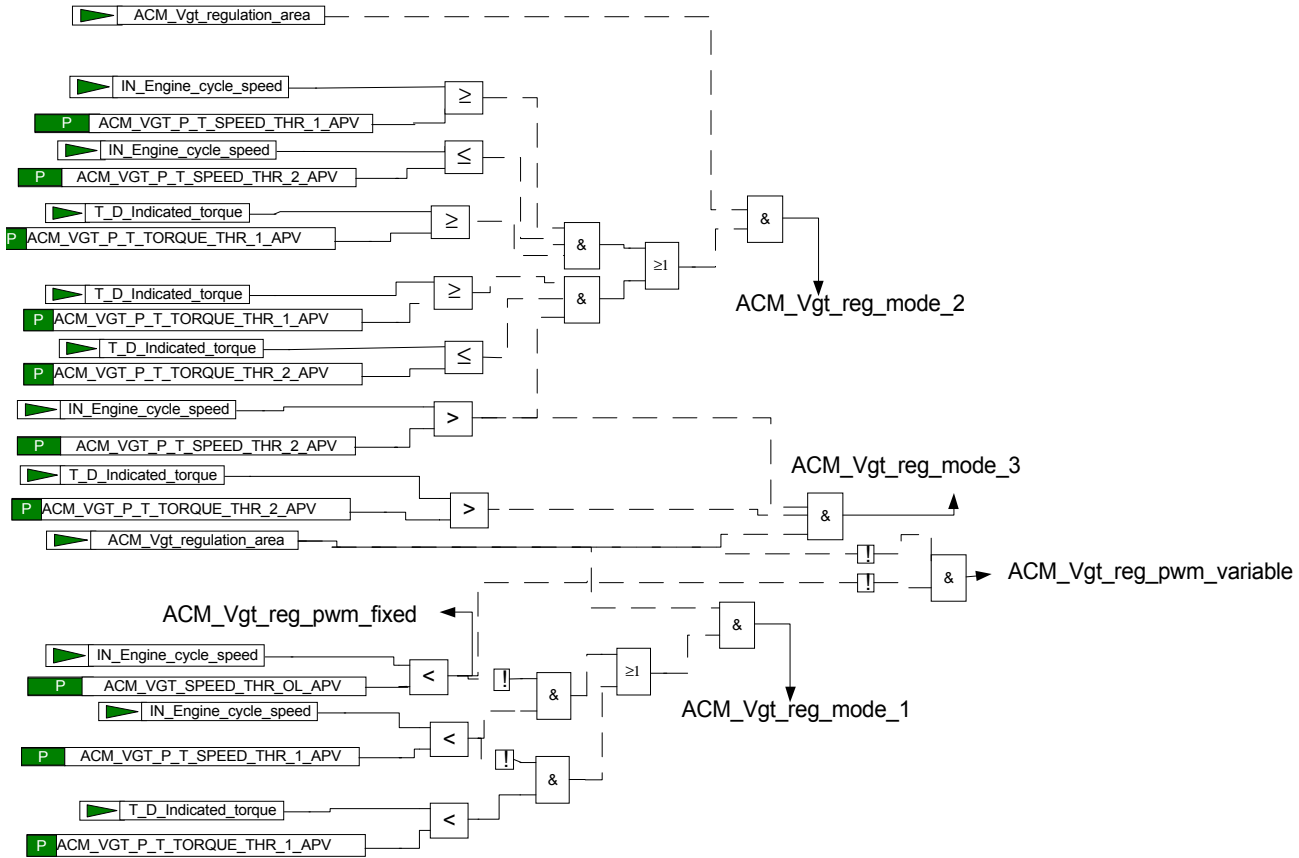 ACM_Vgt_regulation_area
IN_Engine_cycle_speed
≥
P ACM_VGT_P_T_SPEED_THR_1_APV
IN_Engine_cycle_speed
≤
P ACM_VGT_P_T_SPEED_THR_2_APV
T_D_Indicated_torque
≥
&
P ACM_VGT_P_T_TORQUE_THR_1_APV
&
≥1
T_D_Indicated_torque
≥
&
ACM_Vgt_reg_mode_2
P ACM_VGT_P_T_TORQUE_THR_1_APV
T_D_Indicated_torque
≤
P ACM_VGT_P_T_TORQUE_THR_2_APV
IN_Engine_cycle_speed
>
P ACM_VGT_P_T_SPEED_THR_2_APV
ACM_Vgt_reg_mode_3
T_D_Indicated_torque
P ACM_VGT_P_T_TORQUE_THR_2_APV
>
&
ACM_Vgt_regulation_area
!
!
&
ACM_Vgt_reg_pwm_variable
ACM_Vgt_reg_pwm_fixed
&
IN_Engine_cycle_speed
<
!
≥1
P ACM_VGT_SPEED_THR_OL_APV
&
IN_Engine_cycle_speed
ACM_Vgt_reg_mode_1
<
P ACM_VGT_P_T_SPEED_THR_1_APV
!
&
T_D_Indicated_torque
<
P ACM_VGT_P_T_TORQUE_THR_1_APV